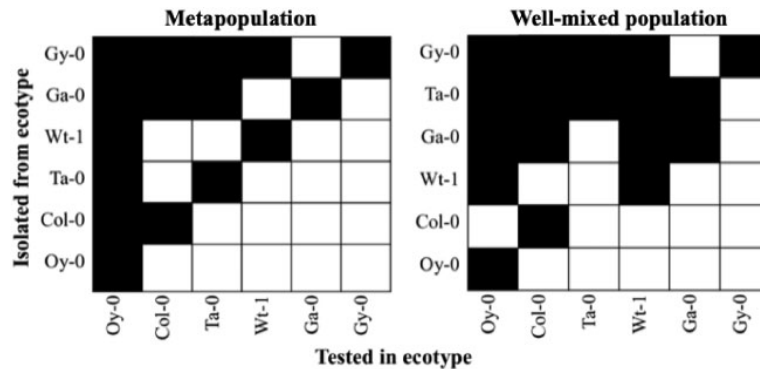 Metapopulation
Well-mixed population
Isolated from ecotype
Gy-0
Ga-0
Wt-1
Ta-0
Col-0
Oy-0
Oy-0
Col-0
Ta-0
Wt-1
Ga-0
Gy-0
Gy-0
Ta-0
Ga-0
Wt-1
Col-0
Oy-0
Oy-0
Col-0
Ta-0
Wt-1
Ga-0
Gy-0
Tested in ecotype